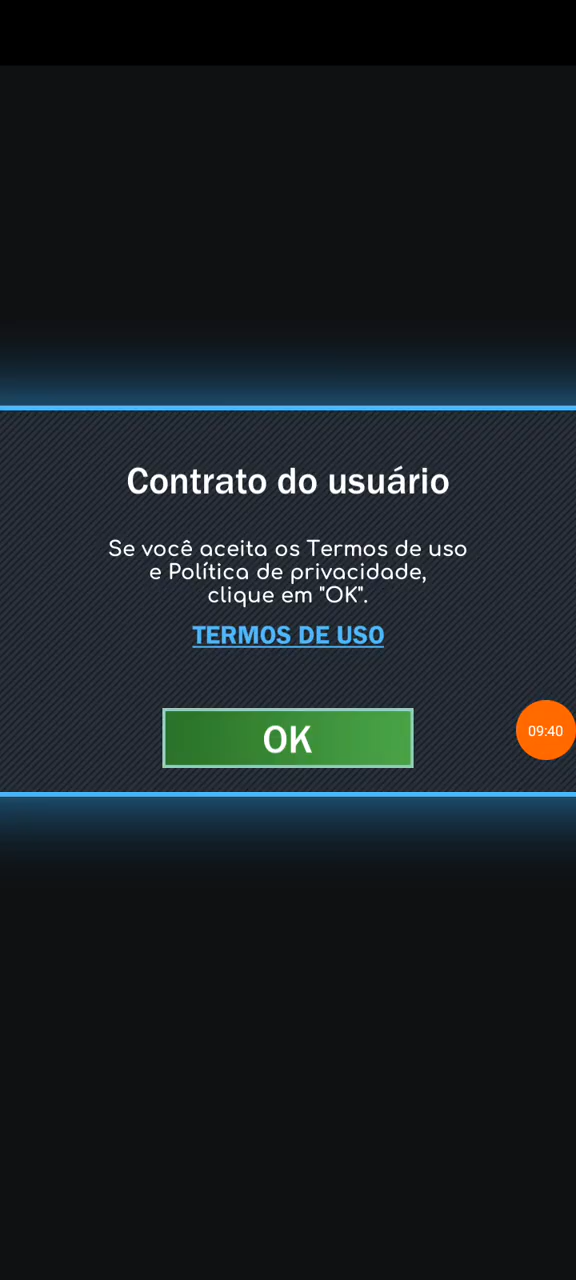 Contrato do usuário
Se você aceita os Termos de uso
e Política de privacidade,
clique em "OK".
TERMOS DE USO
OK
09:40